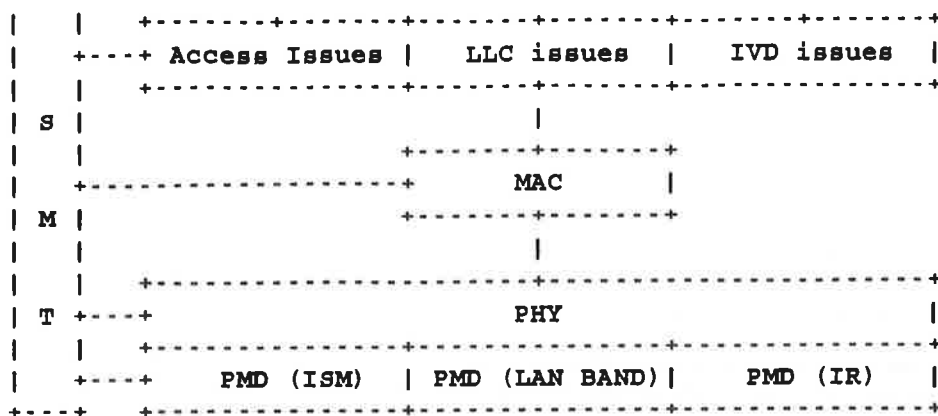 Access Issues | LLC issues | IVD issues
S
MAC
M
T PHY
PMD (ISM) | PMD (LAN BAND) | PMD (IR)